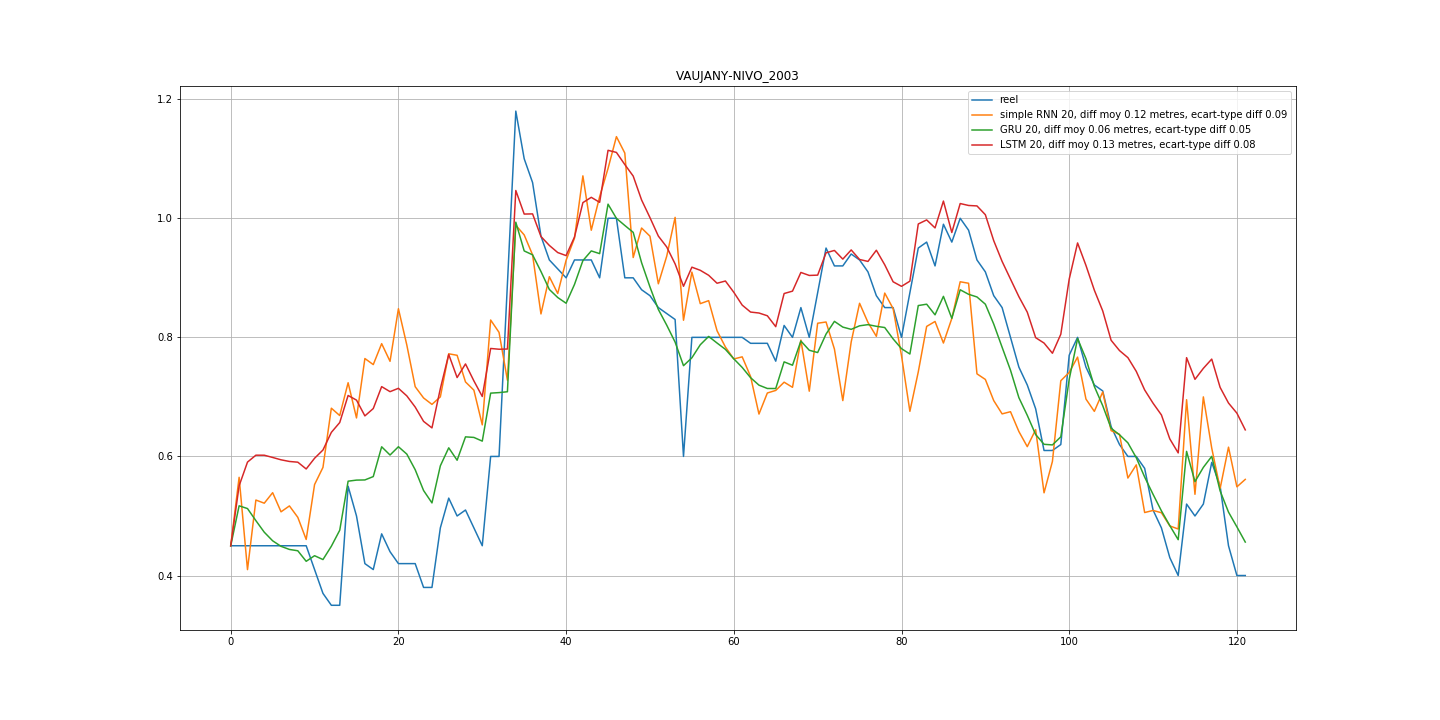 VAUJANY-NIVO_2003
1.2
1.0
0.8
0.6
0.4
reel
simple RNN 20, diff moy 0.12 metres, ecart-type diff 0.09
GRU 20, diff moy 0.06 metres, ecart-type diff 0.05
LSTM 20, diff moy 0.13 metres, ecart-type diff 0.08
0 20 40 60 80 100 120